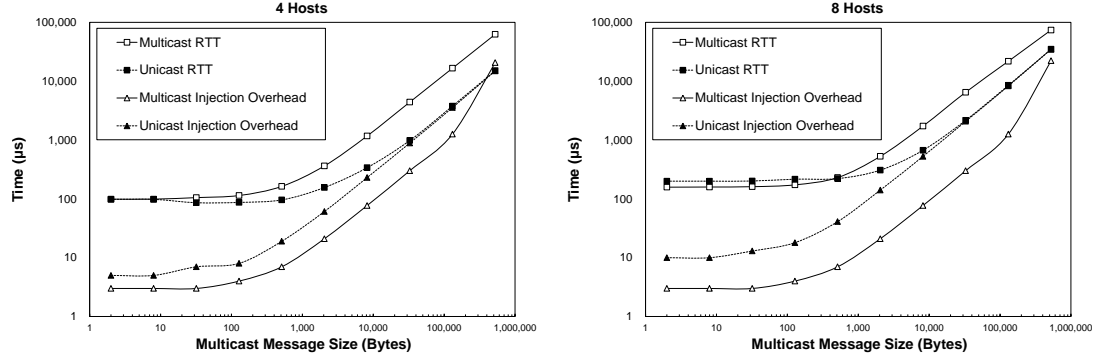 4 Hosts
100,000
10,000
1,000
100
10
1
Time (µs)
Multicast RTT
Unicast RTT
Multicast Injection Overhead
Unicast Injection Overhead
1 10 100 1,000 10,000 100,000 1,000,000
Multicast Message Size (Bytes)
8 Hosts
100,000
10,000
1,000
100
10
1
Time (µs)
Multicast RTT
Unicast RTT
Multicast Injection Overhead
Unicast Injection Overhead
1 10 100 1,000 10,000 100,000 1,000,000
Multicast Message Size (Bytes)